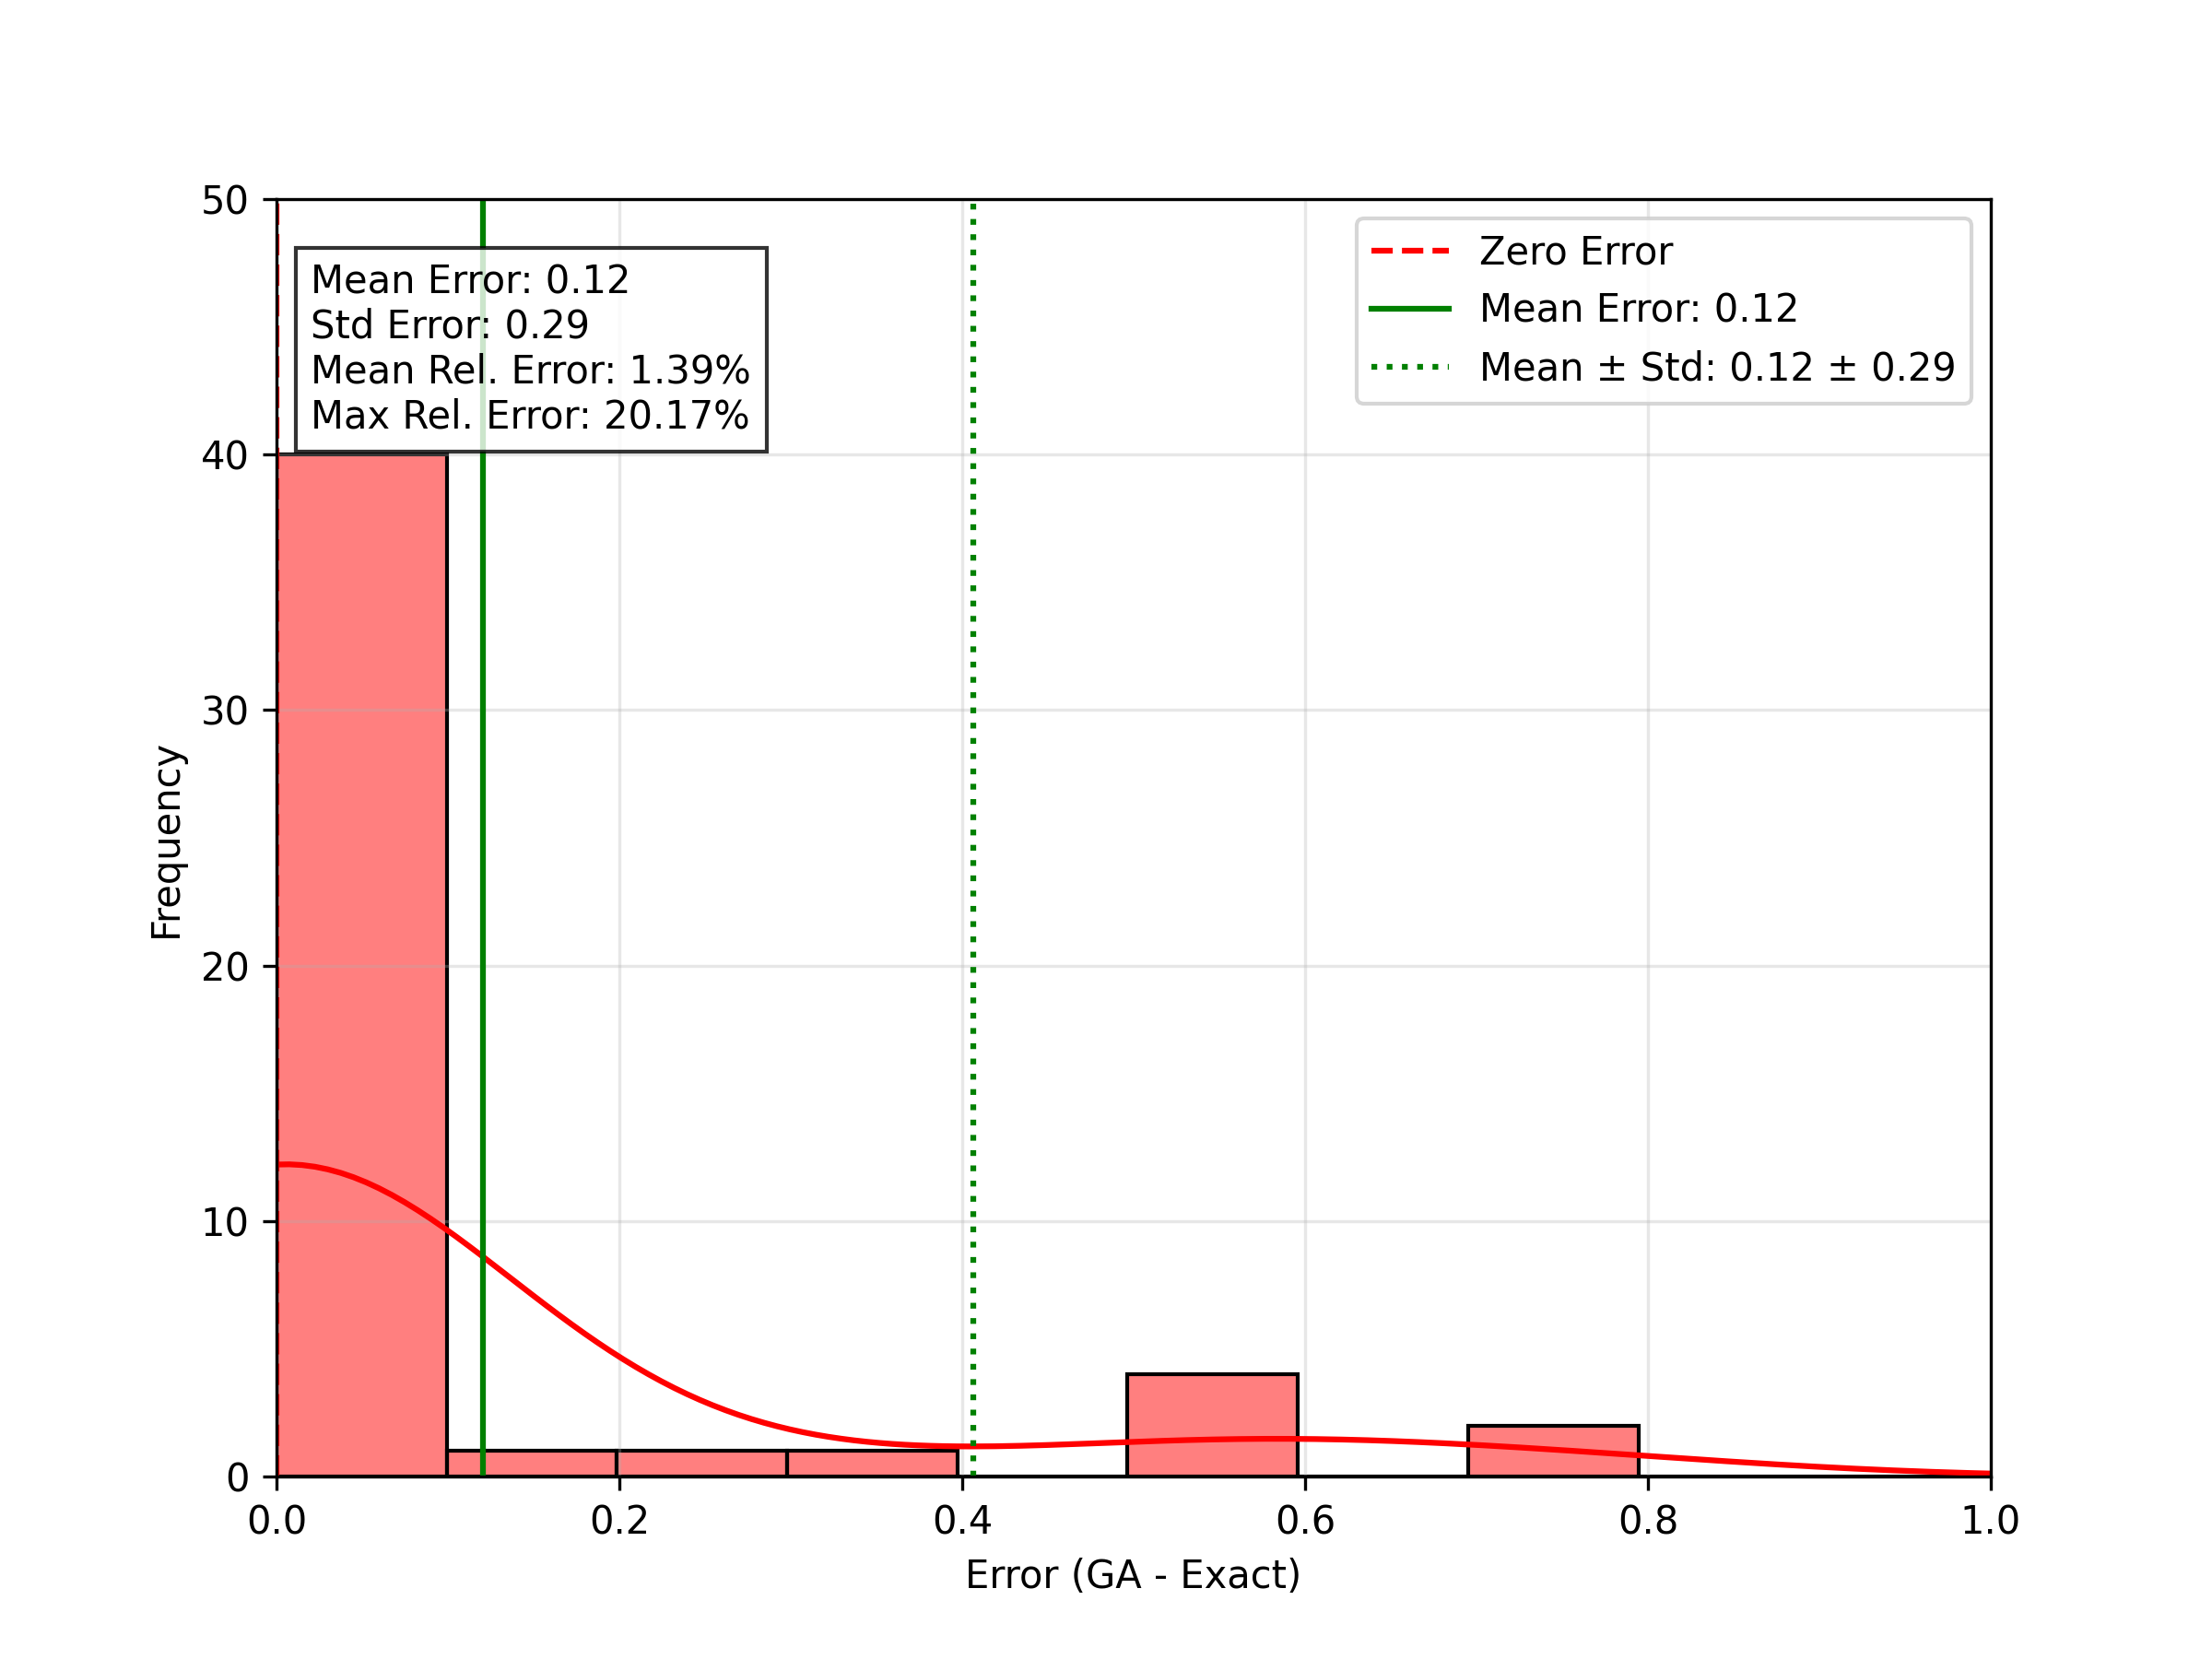 50
40
30
20
10
0
Frequency
Mean Error: 0.12
Std Error: 0.29
Mean Rel. Error: 1.39%
Max Rel. Error: 20.17%
Zero Error
Mean Error: 0.12
Mean ± Std: 0.12 ± 0.29
0.0 0.2 0.4 0.6 0.8 1.0
Error (GA - Exact)